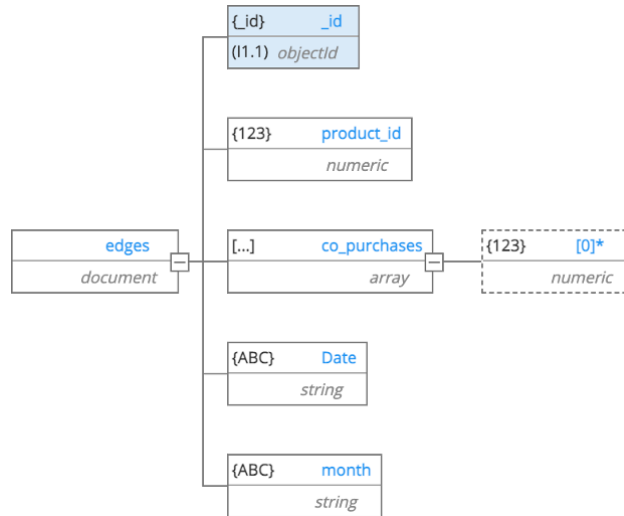 {_id} _id
(I1.1) objectId
{123} product_id
numeric
edges
document
[...] co_purchases
array
{123} [0]*
numeric
{ABC} Date
string
{ABC} month
string